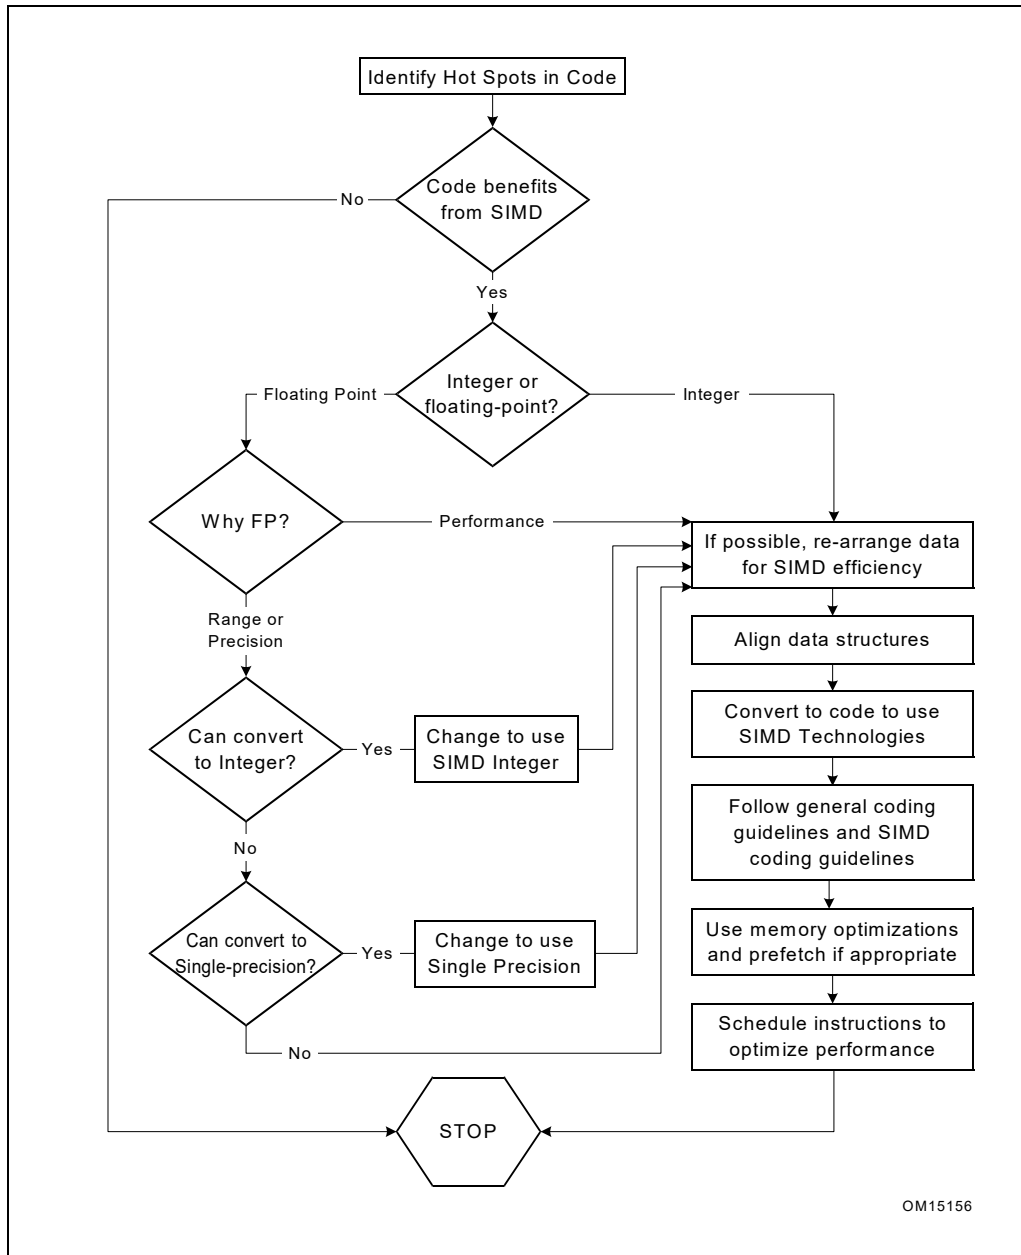 Identify Hot Spots in Code
Code benefits
from SIMD
No
Yes
Integer or
floating-point?
Floating Point
Integer
Why FP?
Performance
If possible, re-arrange data
for SIMD efficiency
Range or
Precision
Align data structures
Can convert
to Integer?
Yes
Change to use
SIMD Integer
Convert to code to use
SIMD Technologies
No
Follow general coding
guidelines and SIMD
coding guidelines
Can convert to
Single-precision?
Yes
Change to use
Single Precision
Use memory optimizations
and prefetch if appropriate
No
Schedule instructions to
optimize performance
STOP
OM15156